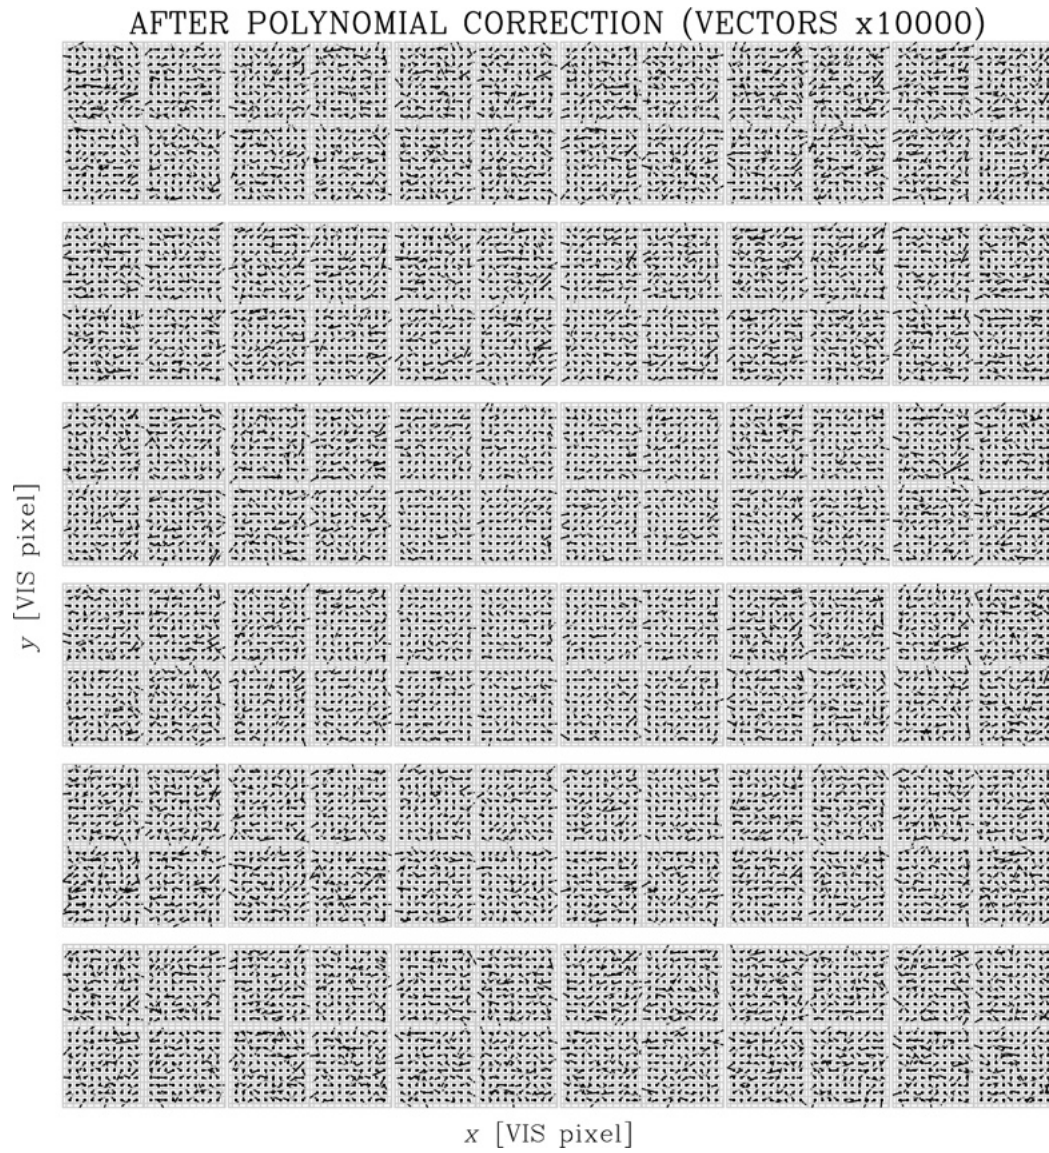 AFTER POLYNOMIAL CORRECTION (VECTORS x10000)
y [VIS pixel]
x [VIS pixel]